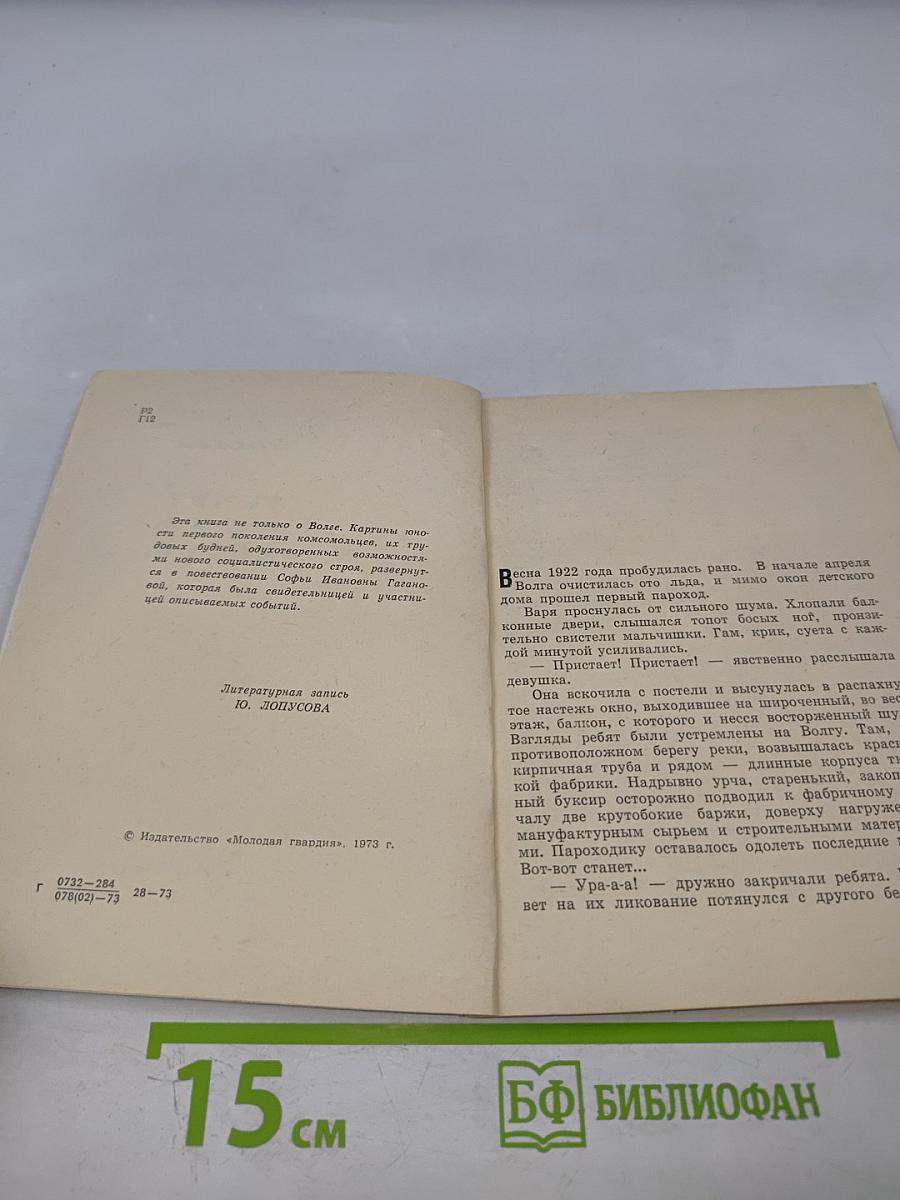 Р2
Г12
Эта книга не только о Волге. Картины юно-
сти первого поколения комсомольцев, их тру-
довых будней, одухотворенных возможностя-
ми нового социалистического строя, развернут-
ся в повествовании Софьи Ивановны Гагано-
вой, которая была свидетельницей и участни-
цей описываемых событий.
Литературная запись
Ю. ЛОПУСОВА
© Издательство «Молодая гвардия», 1973 г.
Г 0732—284
078(02)—73 28—73
Весна 1922 года пробудилась рано. В начале апреля
Волга очистилась ото льда, и мимо окон детского
дома прошел первый пароход.
Варя проснулась от сильного шума. Хлопали бал-
конные двери, слышался топот босых ног, пронзи-
тельно свистели мальчишки. Гам, крик, суета с каж-
дой минутой усиливались.
— Пристает! Пристает! — явственно расслышала
девушка.
Она вскочила с постели и высунулась в распахну
тое настежь окно, выходившее на широченный, во вес
этаж, балкон, с которого и несся восторженный шу
Взгляды ребят были устремлены на Волгу. Там,
противоположном берегу реки, возвышалась красн
кирпичная труба и рядом — длинные корпуса тк
кой фабрики. Надрывно урча, старенький, закоп
ный буксир осторожно подводил к фабричному
чалу две крутобокие баржи, доверху нагруже
мануфактурным сырьем и строительными матер
ми. Пароходику оставалось одолеть последние
Вот-вот станет...
— Ура-а-а! — дружно закричали ребята.
вет на их ликование потянулся с другого бе
15 см
БФ БИБЛИОФАН